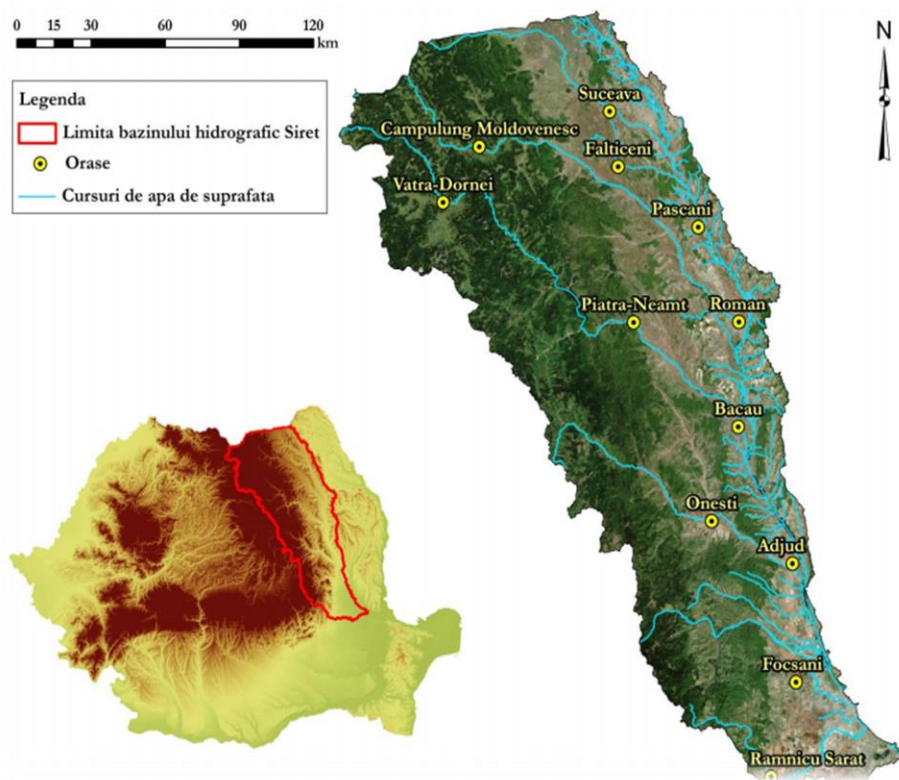 0 15 30 60 90 120
km
Legenda
Limita bazinului hidrografic Siret
Orase
Cursuri de apa de suprafata
N
Suceava
Campulung Moldovenesc
Falticeni
Vatra-Dornei
Pascani
Piatra-Neamt
Roman
Bacau
Onesti
Adjud
Focsani
Ramnicu Sarat